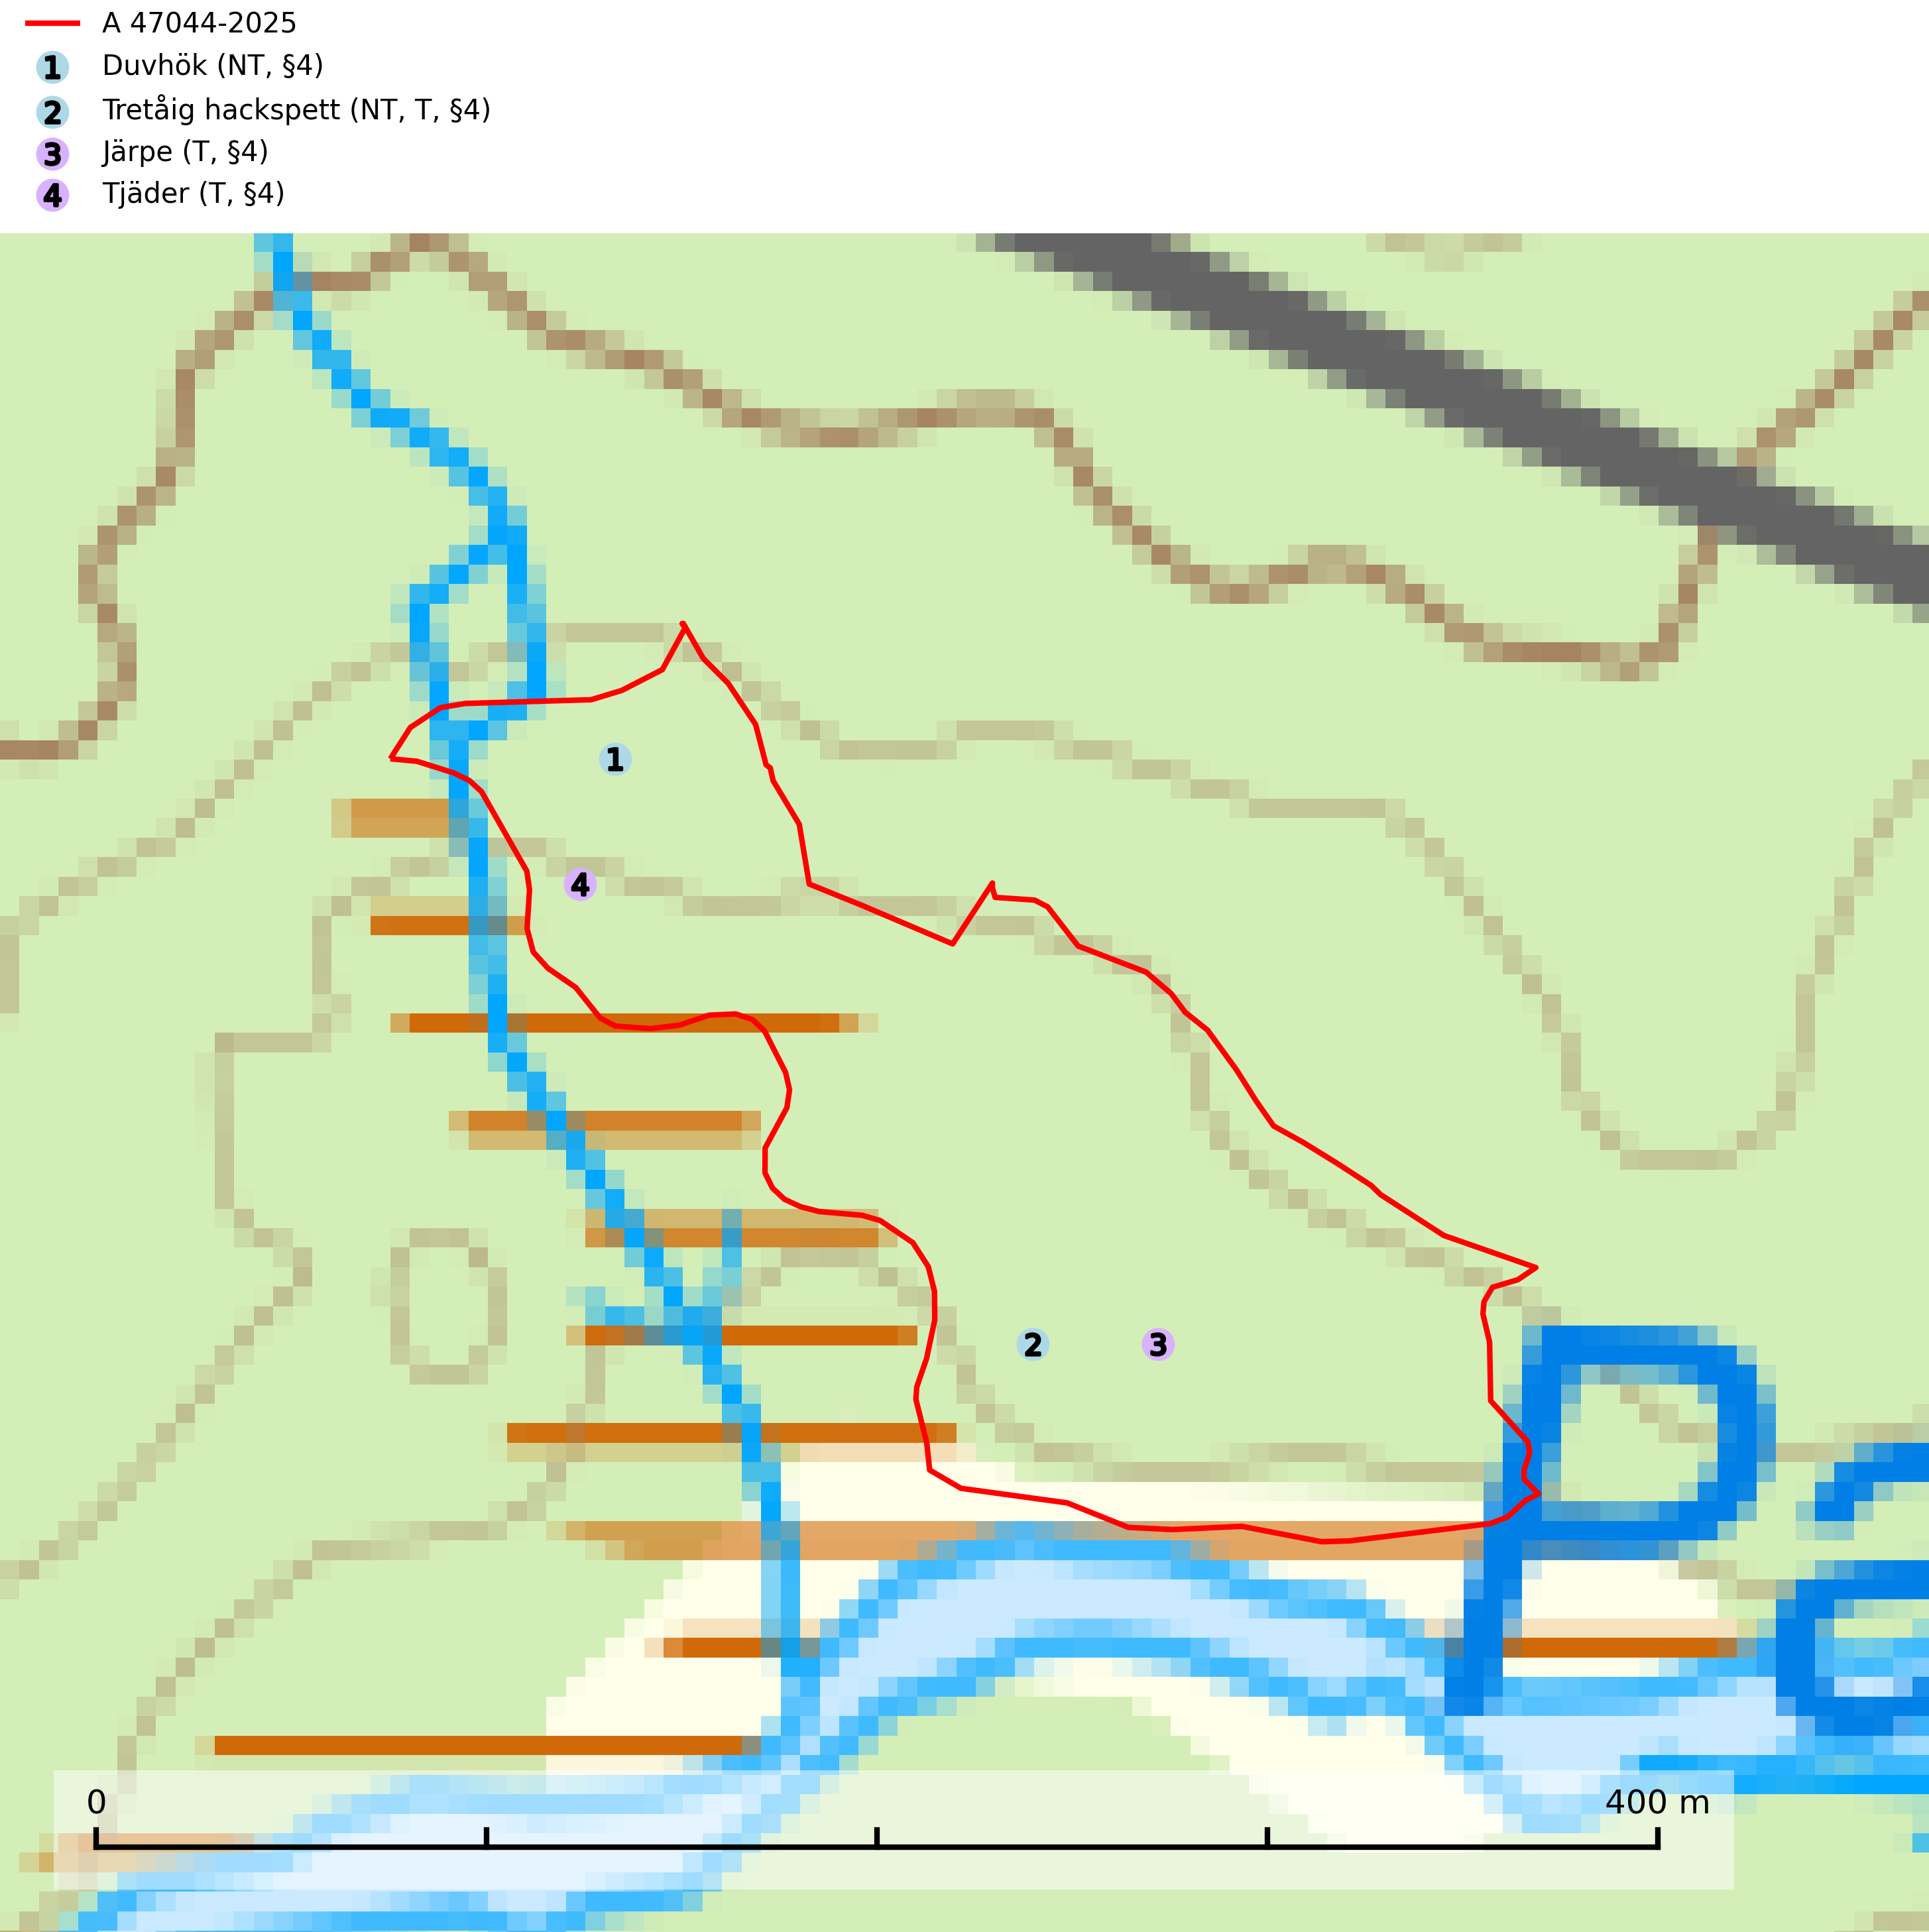 A 47044-2025
1 Duvhök (NT, §4)
2 Tretåig hackspett (NT, T, §4)
3 Järpe (T, §4)
4 Tjäder (T, §4)
1
4
2 3
0 400 m